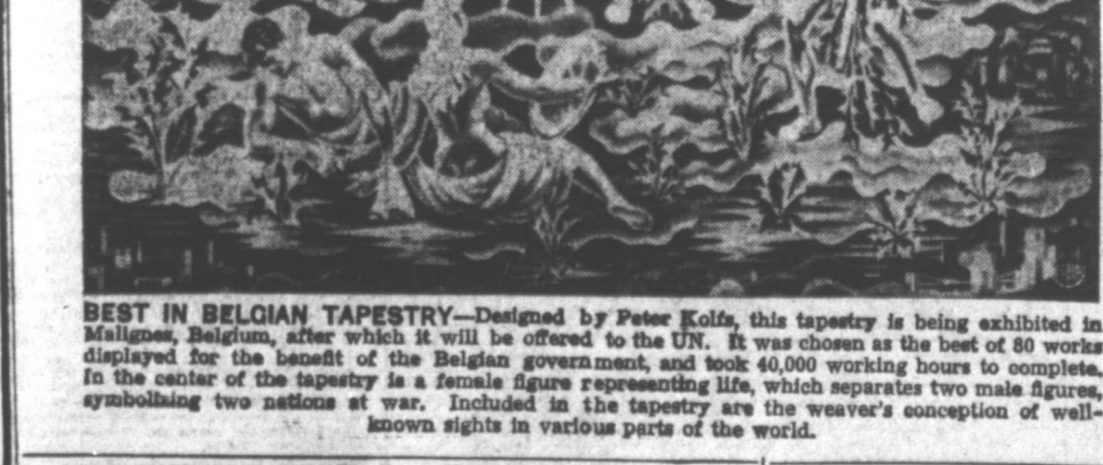 BEST IN BELGIAN TAPESTRY—Designed by Peter Kolfs, this tapestry is being exhibited in
Malignes, Belgium, after which it will be offered to the UN. It was chosen as the best of 80 works
displayed for the benefit of the Belgian government, and took 40,000 working hours to complete.
In the center of the tapestry is a female figure representing life, which separates two male figures,
symbolizing two nations at war. Included in the tapestry are the weaver's conception of well-
known sights in various parts of the world.